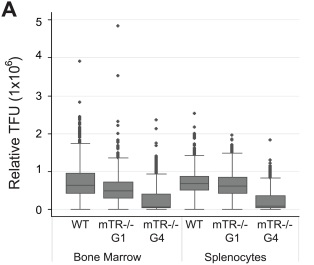 A
Relative TFU (1x10⁶)
5
4
3
2
1
0
WT mTR-/- G1 mTR-/- G4 WT mTR-/- G1 mTR-/- G4
Bone Marrow Splenocytes